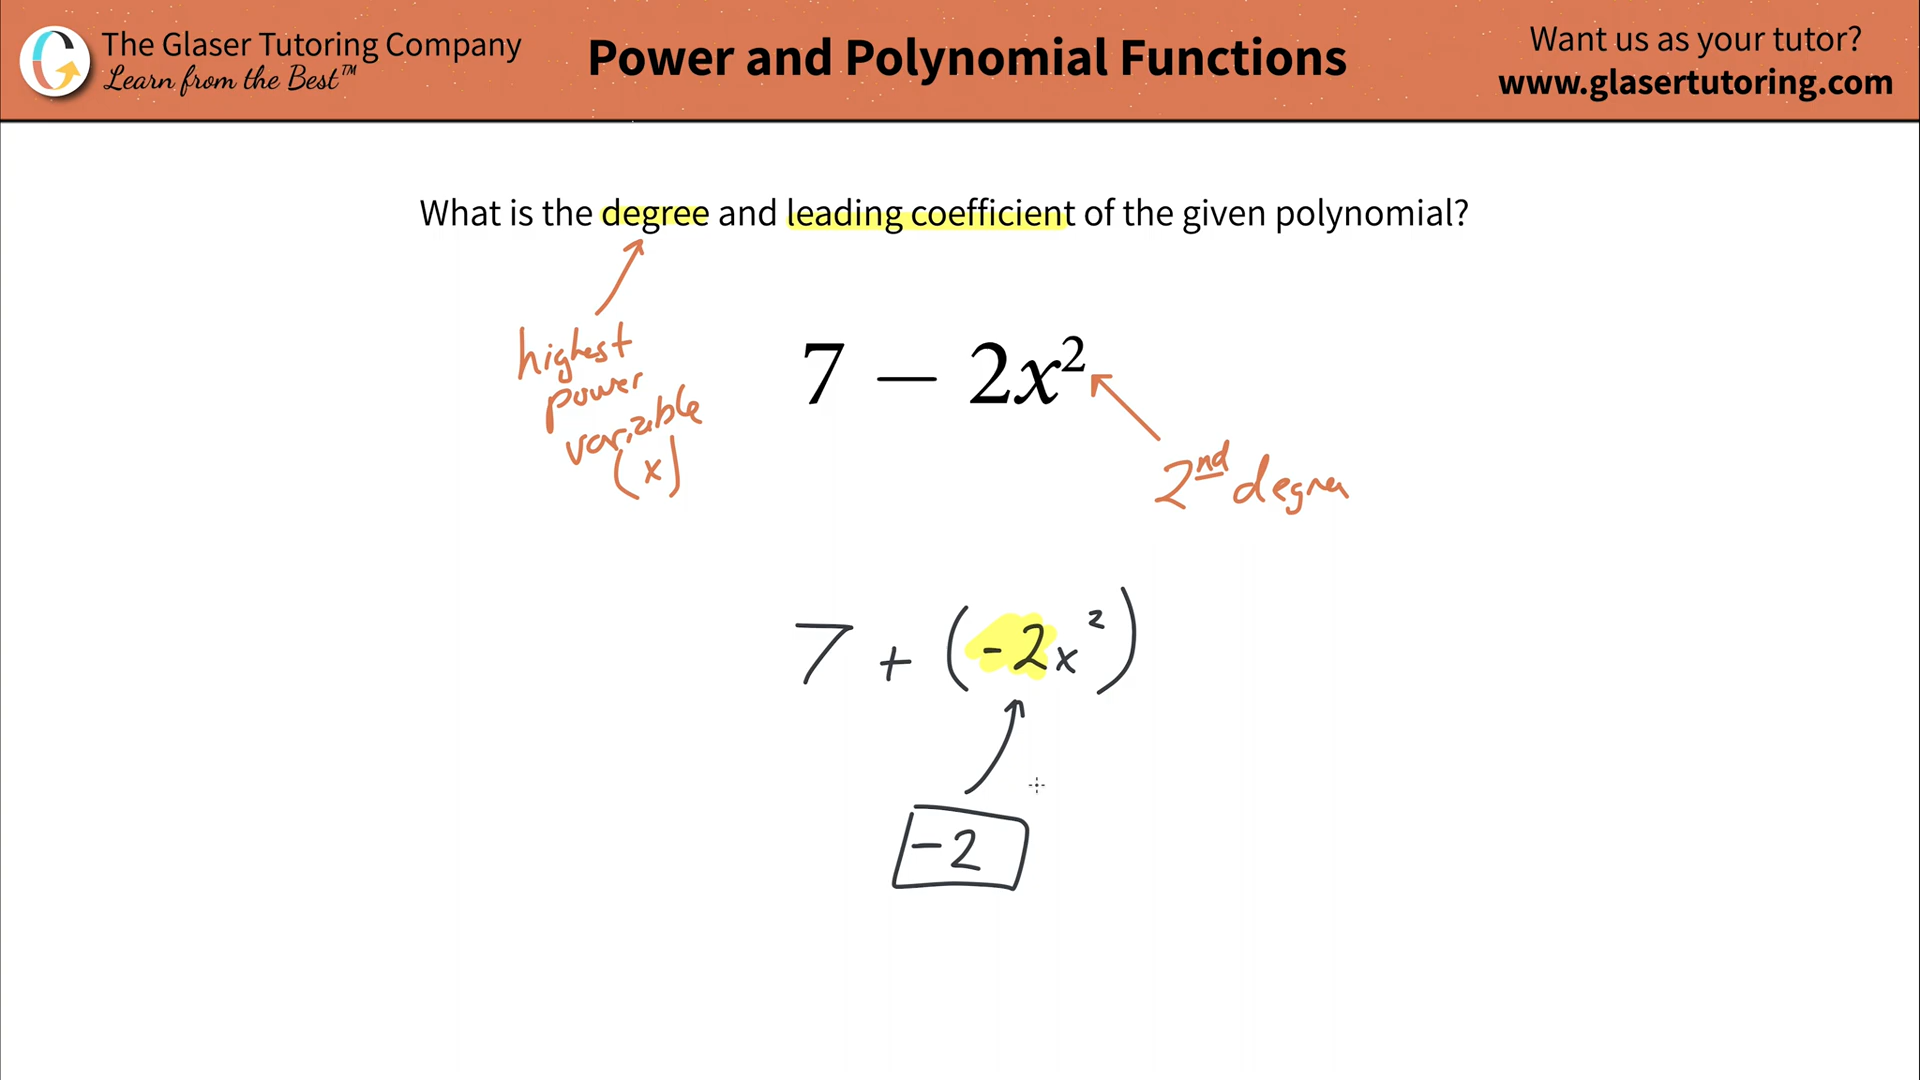 The Glaser Tutoring Company
Learn from the Best™
Power and Polynomial Functions
Want us as your tutor?
www.glasertutoring.com
What is the degree and leading coefficient of the given polynomial?
highest
power
variable
(x)
7 − 2x²
2nd degree
7 + (-2x²)
-2